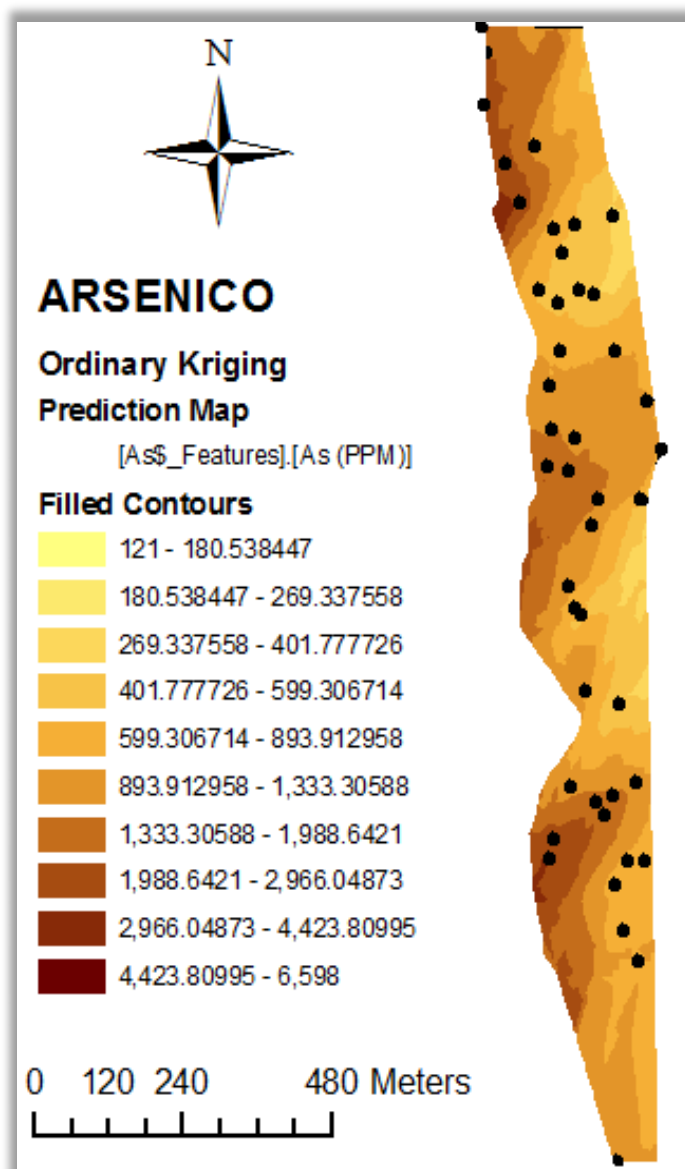 N
ARSENICO
Ordinary Kriging
Prediction Map
[As$_Features].[As (PPM)]
Filled Contours
121 - 180.538447
180.538447 - 269.337558
269.337558 - 401.777726
401.777726 - 599.306714
599.306714 - 893.912958
893.912958 - 1,333.30588
1,333.30588 - 1,988.6421
1,988.6421 - 2,966.04873
2,966.04873 - 4,423.80995
4,423.80995 - 6,598
0 120 240 480 Meters